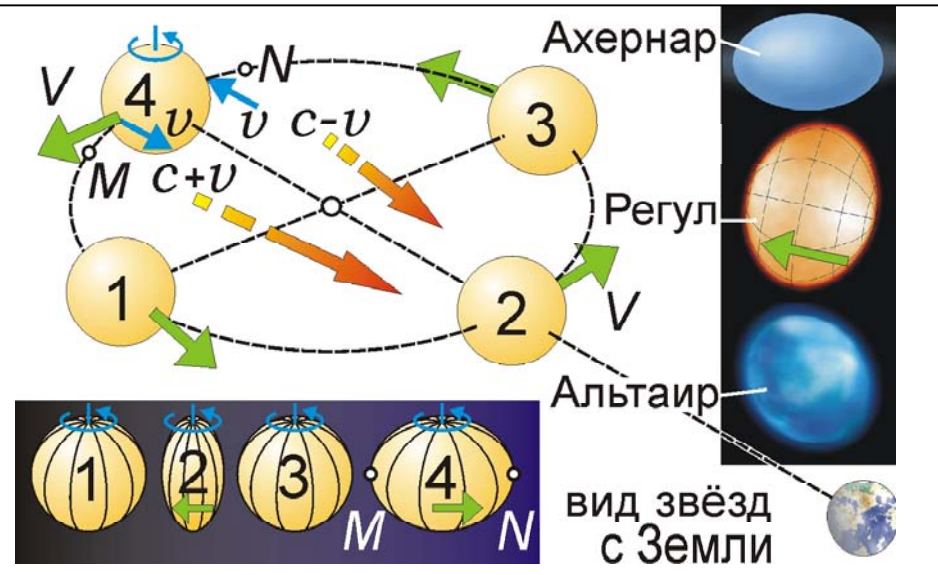 Ахернар
Регул
Альтаир
V
M
4
υ
N
υ
c-υ
c+υ
3
1
2
V
1
2
3
4
M
N
вид звёзд
с Земли